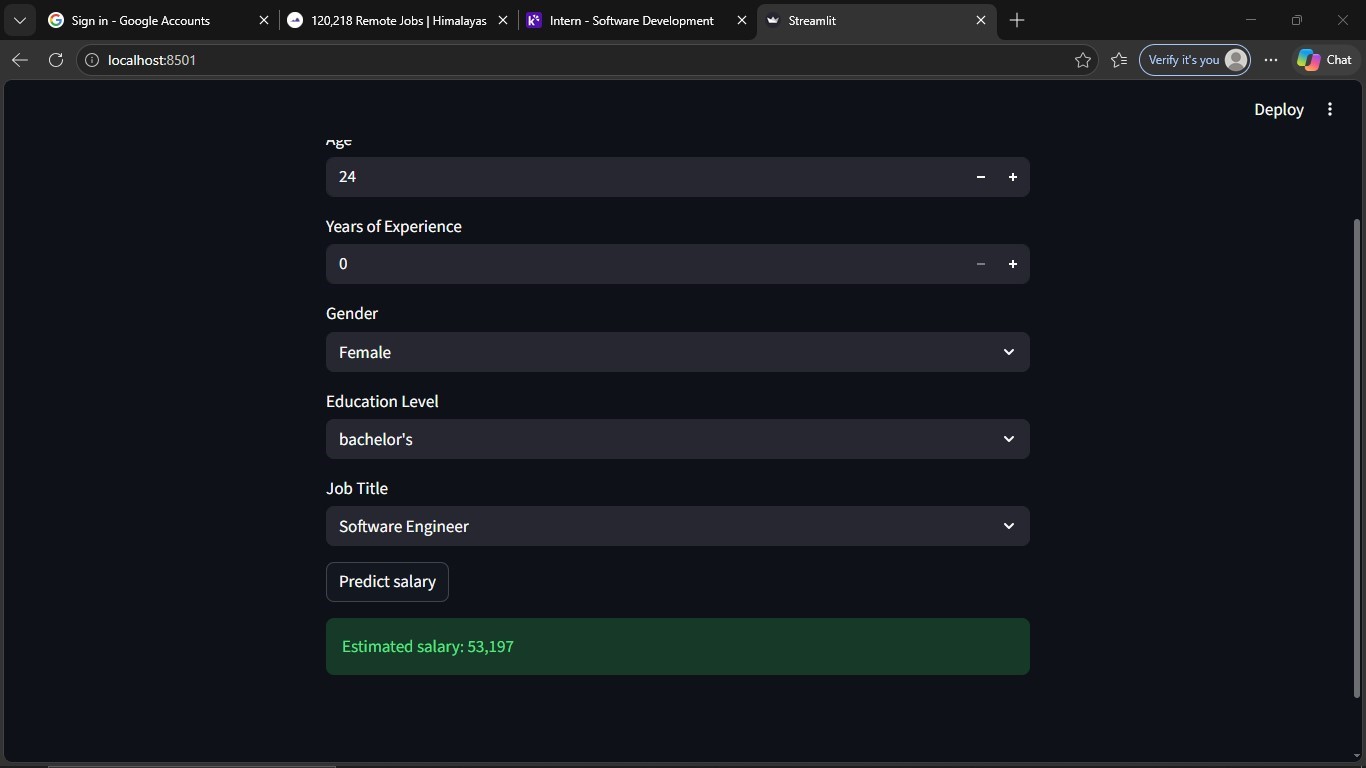 Sign in - Google Accounts
120,218 Remote Jobs | Himalayas
Intern - Software Development
Streamlit
localhost:8501
Verify it's you
Chat
Deploy
Age
24
Years of Experience
0
Gender
Female
Education Level
bachelor's
Job Title
Software Engineer
Predict salary
Estimated salary: 53,197